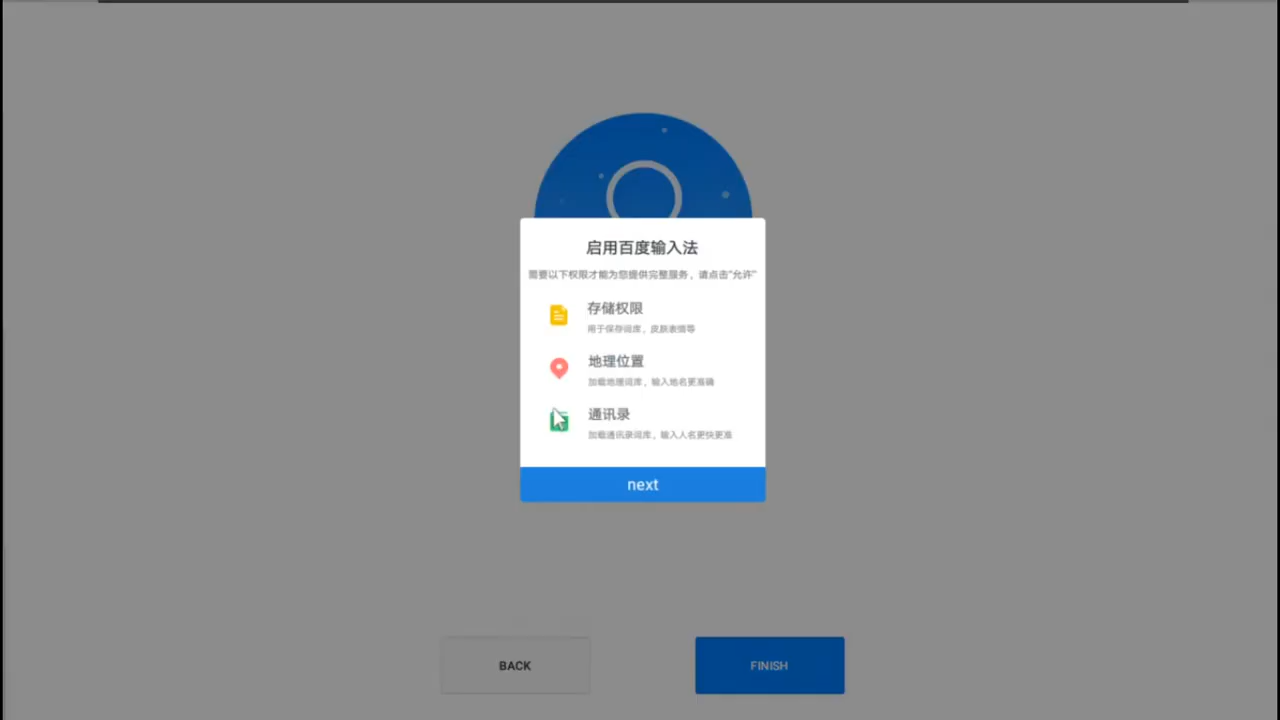 启用百度输入法
需要以下权限才能为您提供完整服务，请点击"允许"
存储权限
用于保存词库，皮肤表情等
地理位置
加载地理词库，输入地名更准确
通讯录
加载通讯录词库，输入人名更快更准
next
BACK
FINISH